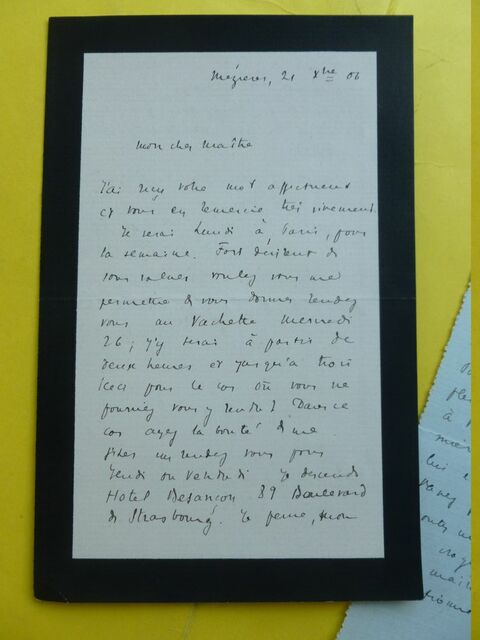 Mézières, 21 Xbre 06
Mon cher Maître
J'ai reçu votre mot affectueux
et vous en remercie très vivement.
Je serai Lundi à Paris, pour
la semaine. Fort désireux de
vous saluer voulez vous me
permettre de vous donner rendez
vous au Vachette Mercredi
26 ; j'y serai à partir de
deux heures et jusqu'à trois
Ceci pour le cas où vous ne
pourriez vous y rendre ? Dans ce
cas ayez la bonté de me
fixer un rendez vous pour
Jeudi ou Vendredi. Je descends
Hotel Besançon 89 Boulevard
de Strasbourg. Je pense, mon
à p
lui
mais